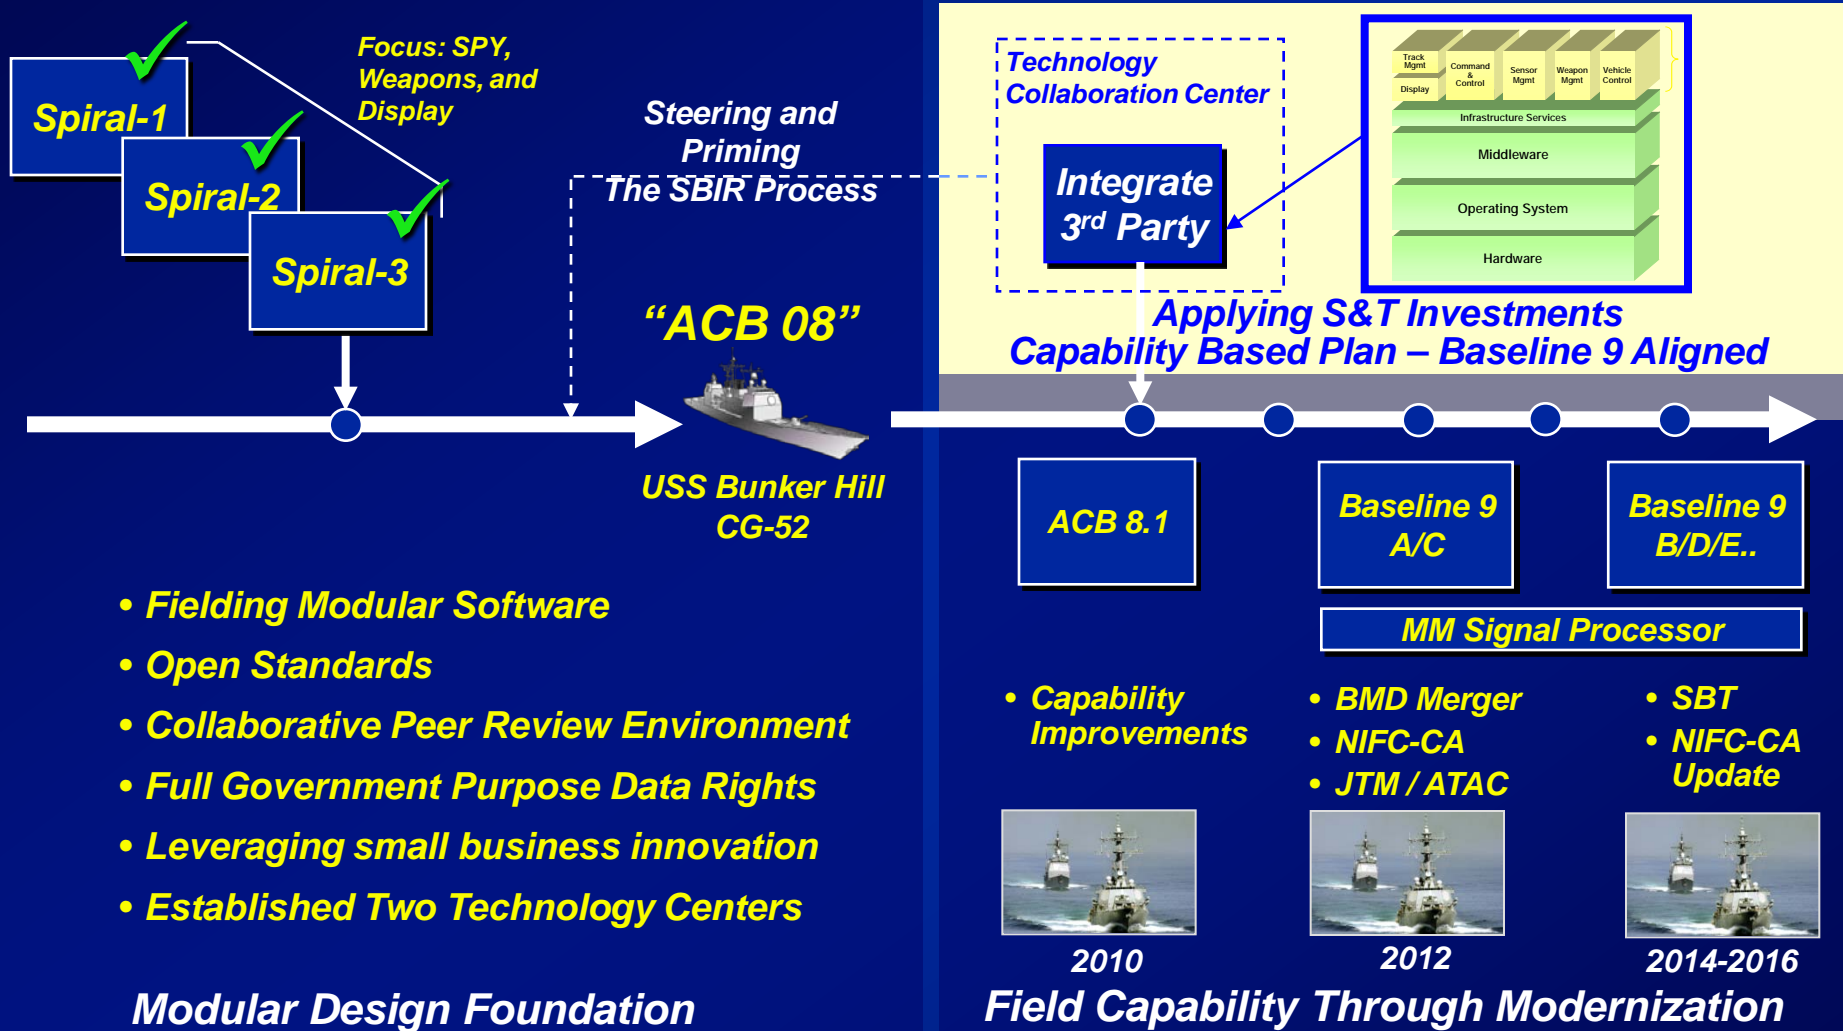 Spiral-1
Spiral-2
Spiral-3
Focus: SPY,
Weapons, and
Display
Steering and
Priming
The SBIR Process
“ACB 08”
USS Bunker Hill
CG-52
• Fielding Modular Software
• Open Standards
• Collaborative Peer Review Environment
• Full Government Purpose Data Rights
• Leveraging small business innovation
• Established Two Technology Centers
Modular Design Foundation
Technology
Collaboration Center
Integrate
3rd Party
Track
Mgmt
Display
Command
&
Control
Sensor
Mgmt
Weapon
Mgmt
Vehicle
Control
Infrastructure Services
Middleware
Operating System
Hardware
Applying S&T Investments
Capability Based Plan – Baseline 9 Aligned
ACB 8.1
Baseline 9
A/C
Baseline 9
B/D/E..
MM Signal Processor
• Capability
Improvements
• BMD Merger
• NIFC-CA
• JTM / ATAC
• SBT
• NIFC-CA
Update
2010
2012
2014-2016
Field Capability Through Modernization